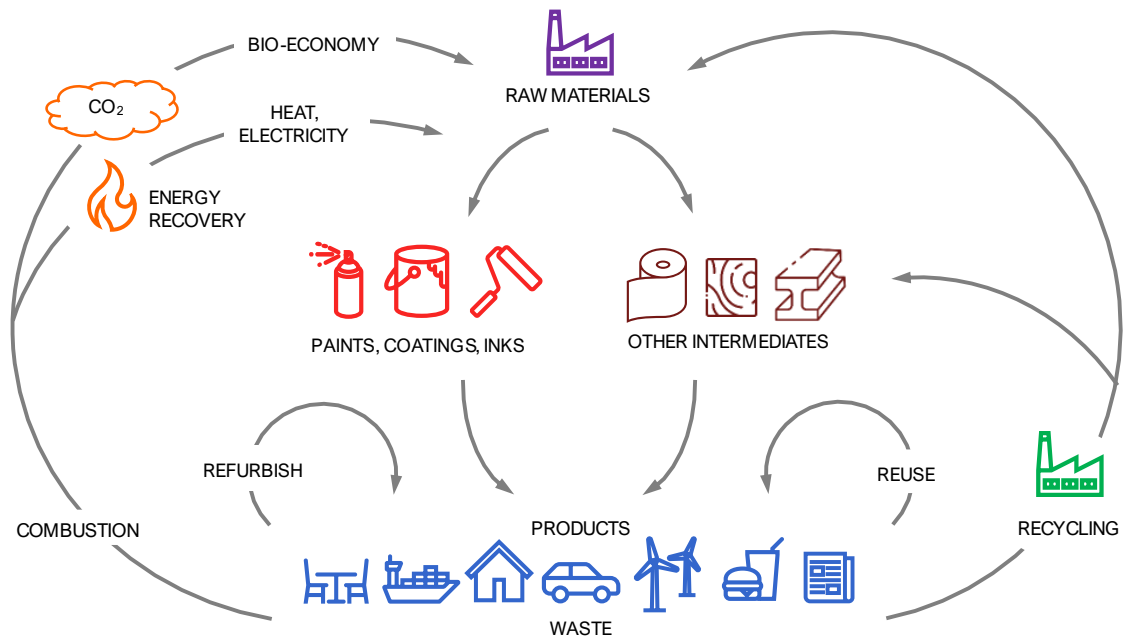 BIO-ECONOMY
RAW MATERIALS
CO₂
HEAT,
ELECTRICITY
ENERGY
RECOVERY
PAINTS, COATINGS, INKS
OTHER INTERMEDIATES
REFURBISH
REUSE
COMBUSTION
PRODUCTS
RECYCLING
WASTE